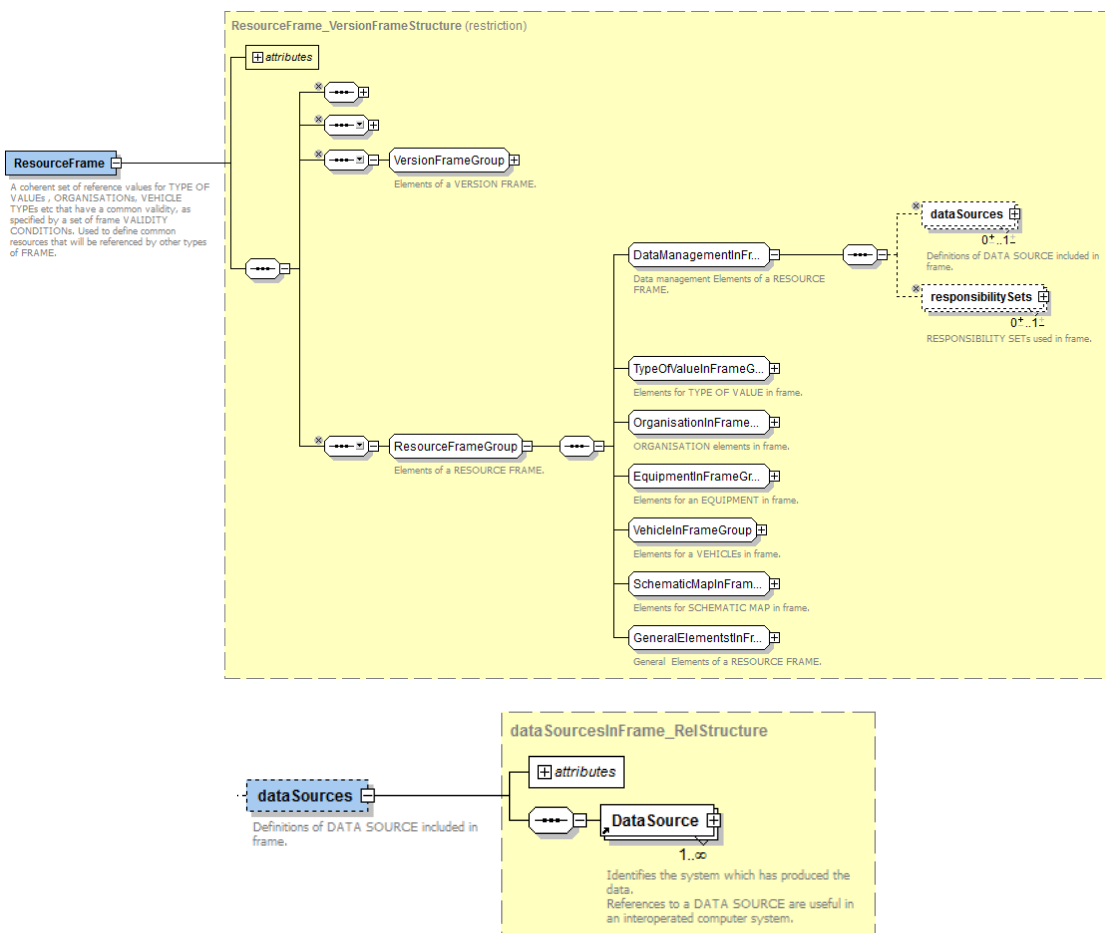 ResourceFrame_VersionFrameStructure (restriction)
attributes
VersionFrameGroup
Elements of a VERSION FRAME.
ResourceFrame
A coherent set of reference values for TYPE OF
VALUES , ORGANISATIONs, VEHICLE
TYPEs etc that have a common validity, as
specified by a set of frame VALIDITY
CONDITIONs. Used to define common
resources that will be referenced by other types
of FRAME.
dataSources
0..1
Definitions of DATA SOURCE included in
frame.
DataManagementInFr...
Data management Elements of a RESOURCE
FRAME.
responsibilitySets
0..1
RESPONSIBILITY SETs used in frame.
TypeOfValueInFrameG...
Elements for TYPE OF VALUE in frame.
OrganisationInFrame...
ORGANISATION elements in frame.
ResourceFrameGroup
Elements of a RESOURCE FRAME.
EquipmentInFrameGr...
Elements for an EQUIPMENT in frame.
VehicleInFrameGroup
Elements for a VEHICLEs in frame.
SchematicMapInFram...
Elements for SCHEMATIC MAP in frame.
GeneralElementstInFr...
General  Elements of a RESOURCE FRAME.
dataSourcesInFrame_RelStructure
attributes
dataSources
Definitions of DATA SOURCE included in
frame.
DataSource
1..∞
Identifies the system which has produced the
data.
References to a DATA SOURCE are useful in
an interoperated computer system.